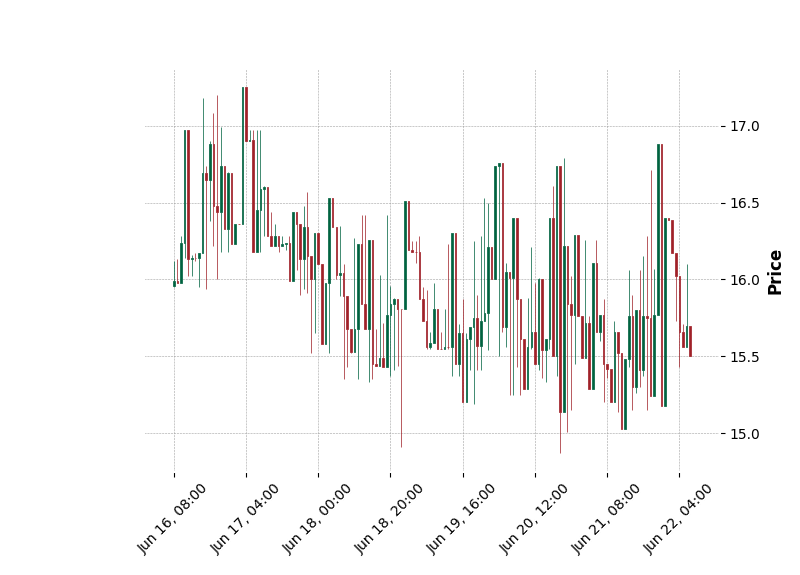 17.0
16.5
16.0
15.5
15.0
Price
Jun 16, 08:00
Jun 17, 04:00
Jun 18, 00:00
Jun 18, 20:00
Jun 19, 16:00
Jun 20, 12:00
Jun 21, 08:00
Jun 22, 04:00